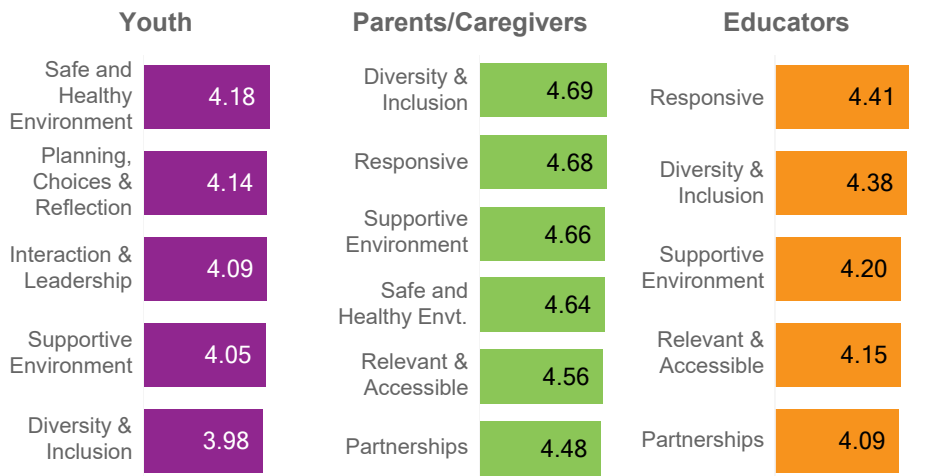 Youth
Safe and
Healthy
Environment
4.18
Planning,
Choices &
Reflection
4.14
Interaction &
Leadership
4.09
Supportive
Environment
4.05
Diversity &
Inclusion
3.98
Parents/Caregivers
Diversity &
Inclusion
4.69
Responsive
4.68
Supportive
Environment
4.66
Safe and
Healthy Envt.
4.64
Relevant &
Accessible
4.56
Partnerships
4.48
Educators
Responsive
4.41
Diversity &
Inclusion
4.38
Supportive
Environment
4.20
Relevant &
Accessible
4.15
Partnerships
4.09